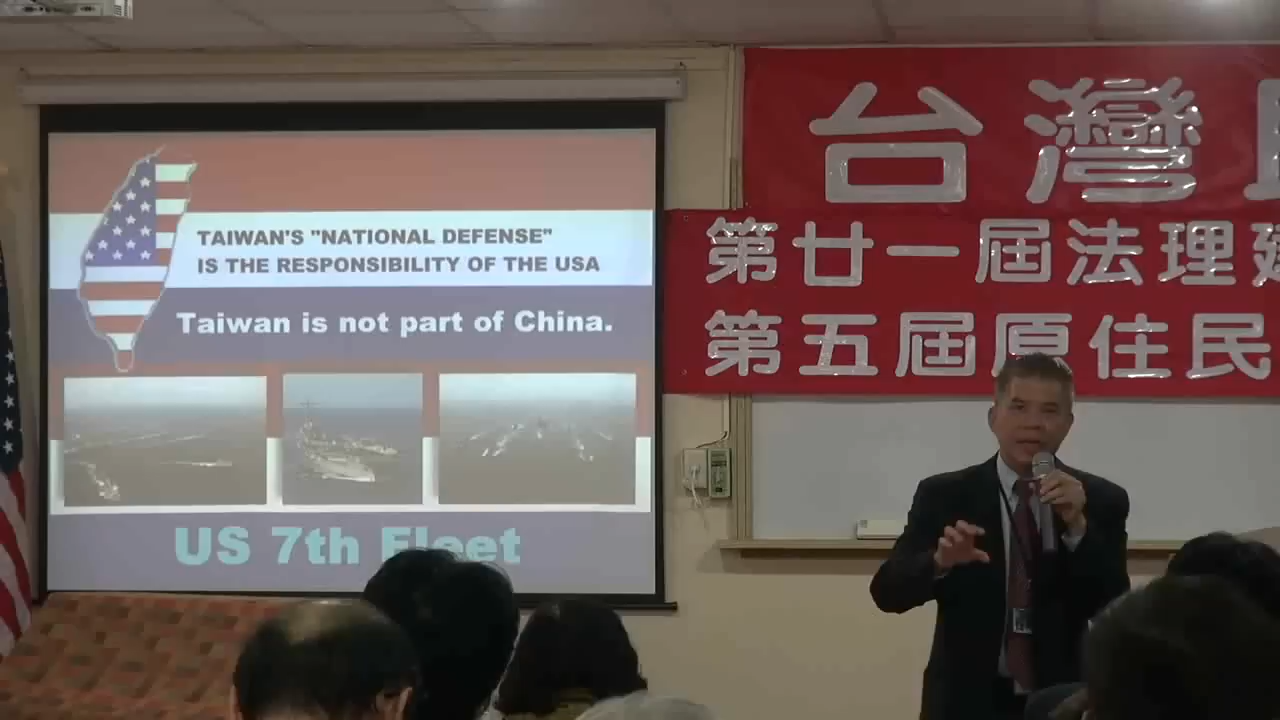 TAIWAN'S "NATIONAL DEFENSE"
IS THE RESPONSIBILITY OF THE USA
Taiwan is not part of China.
US 7th Fleet
台灣
第廿一屆法理建
第五屆原住民